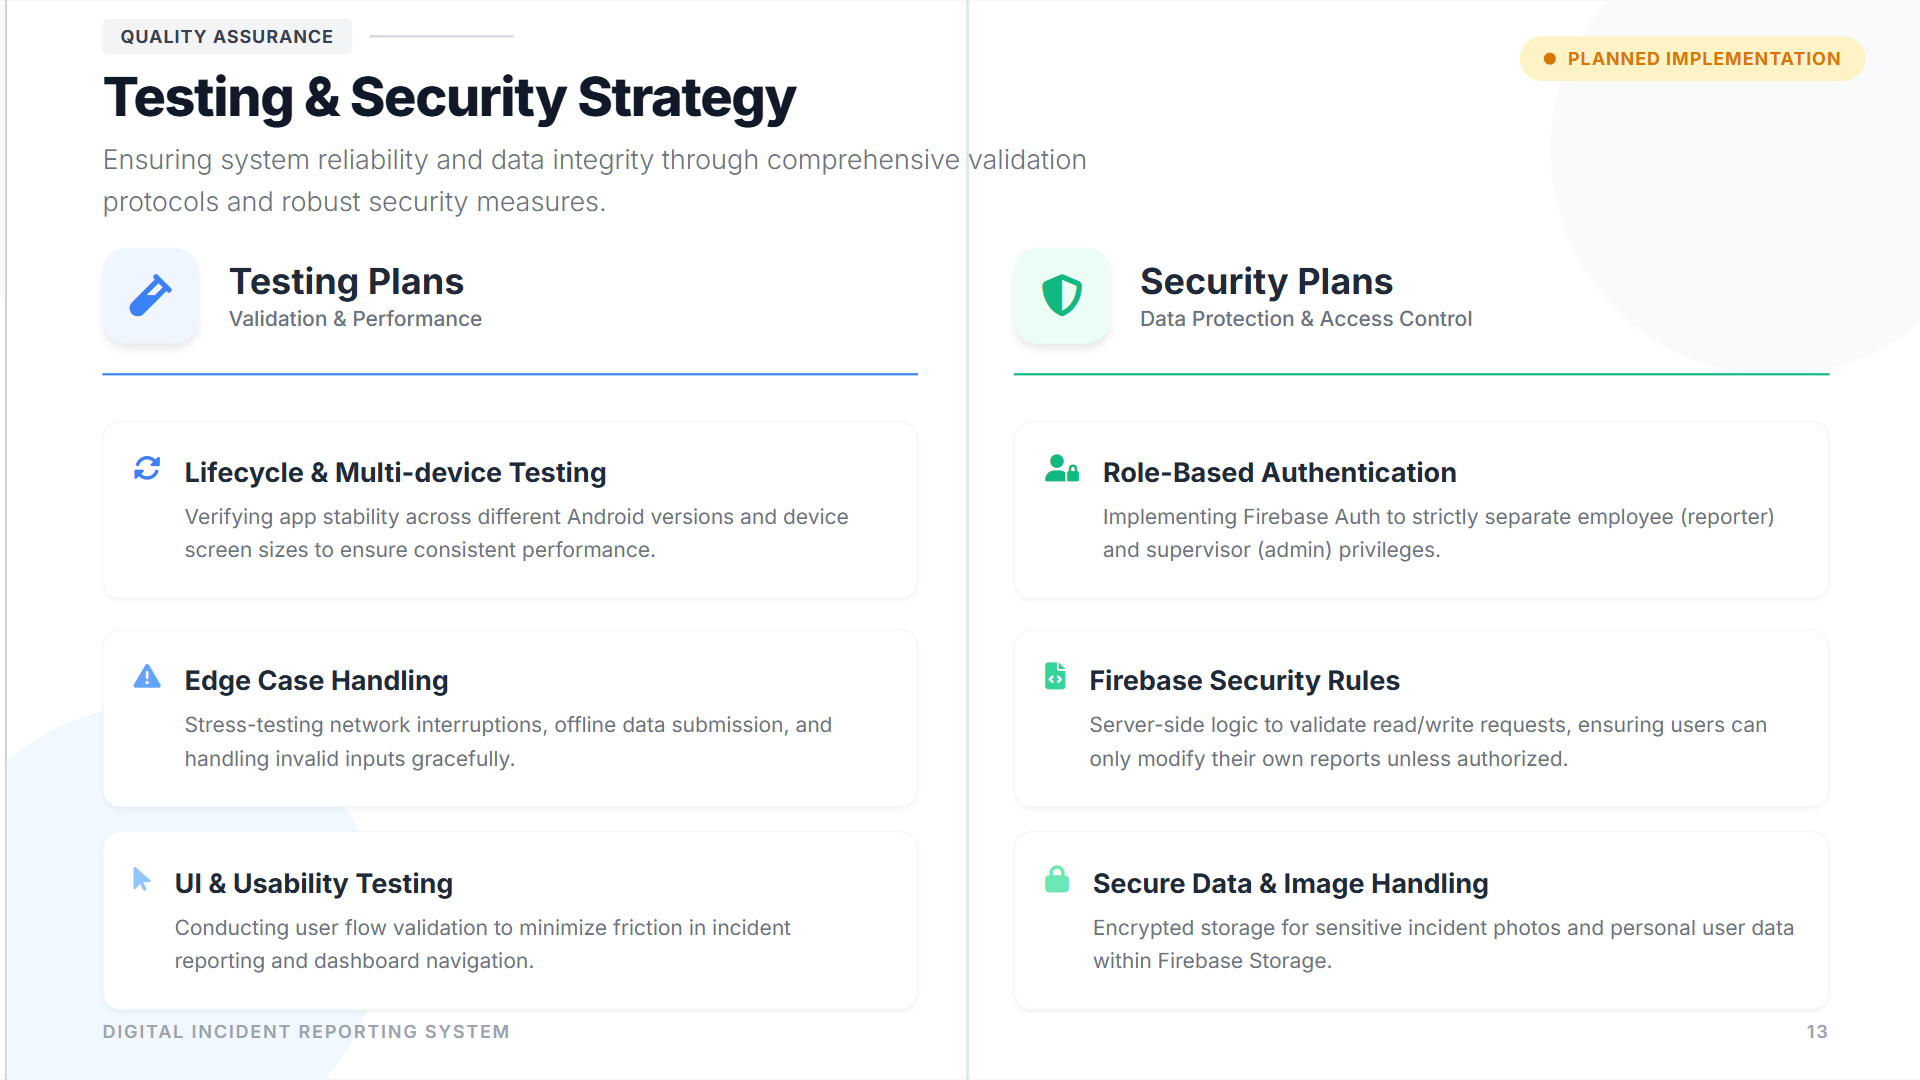 QUALITY ASSURANCE
PLANNED IMPLEMENTATION
Testing & Security Strategy
Ensuring system reliability and data integrity through comprehensive validation
protocols and robust security measures.
Testing Plans
Validation & Performance
Lifecycle & Multi-device Testing
Verifying app stability across different Android versions and device
screen sizes to ensure consistent performance.
Edge Case Handling
Stress-testing network interruptions, offline data submission, and
handling invalid inputs gracefully.
UI & Usability Testing
Conducting user flow validation to minimize friction in incident
reporting and dashboard navigation.
Security Plans
Data Protection & Access Control
Role-Based Authentication
Implementing Firebase Auth to strictly separate employee (reporter)
and supervisor (admin) privileges.
Firebase Security Rules
Server-side logic to validate read/write requests, ensuring users can
only modify their own reports unless authorized.
Secure Data & Image Handling
Encrypted storage for sensitive incident photos and personal user data
within Firebase Storage.
DIGITAL INCIDENT REPORTING SYSTEM
13